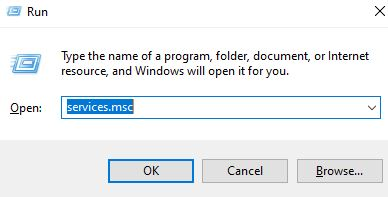 Run
Type the name of a program, folder, document, or Internet
resource, and Windows will open it for you.
Open: services.msc
OK Cancel Browse...